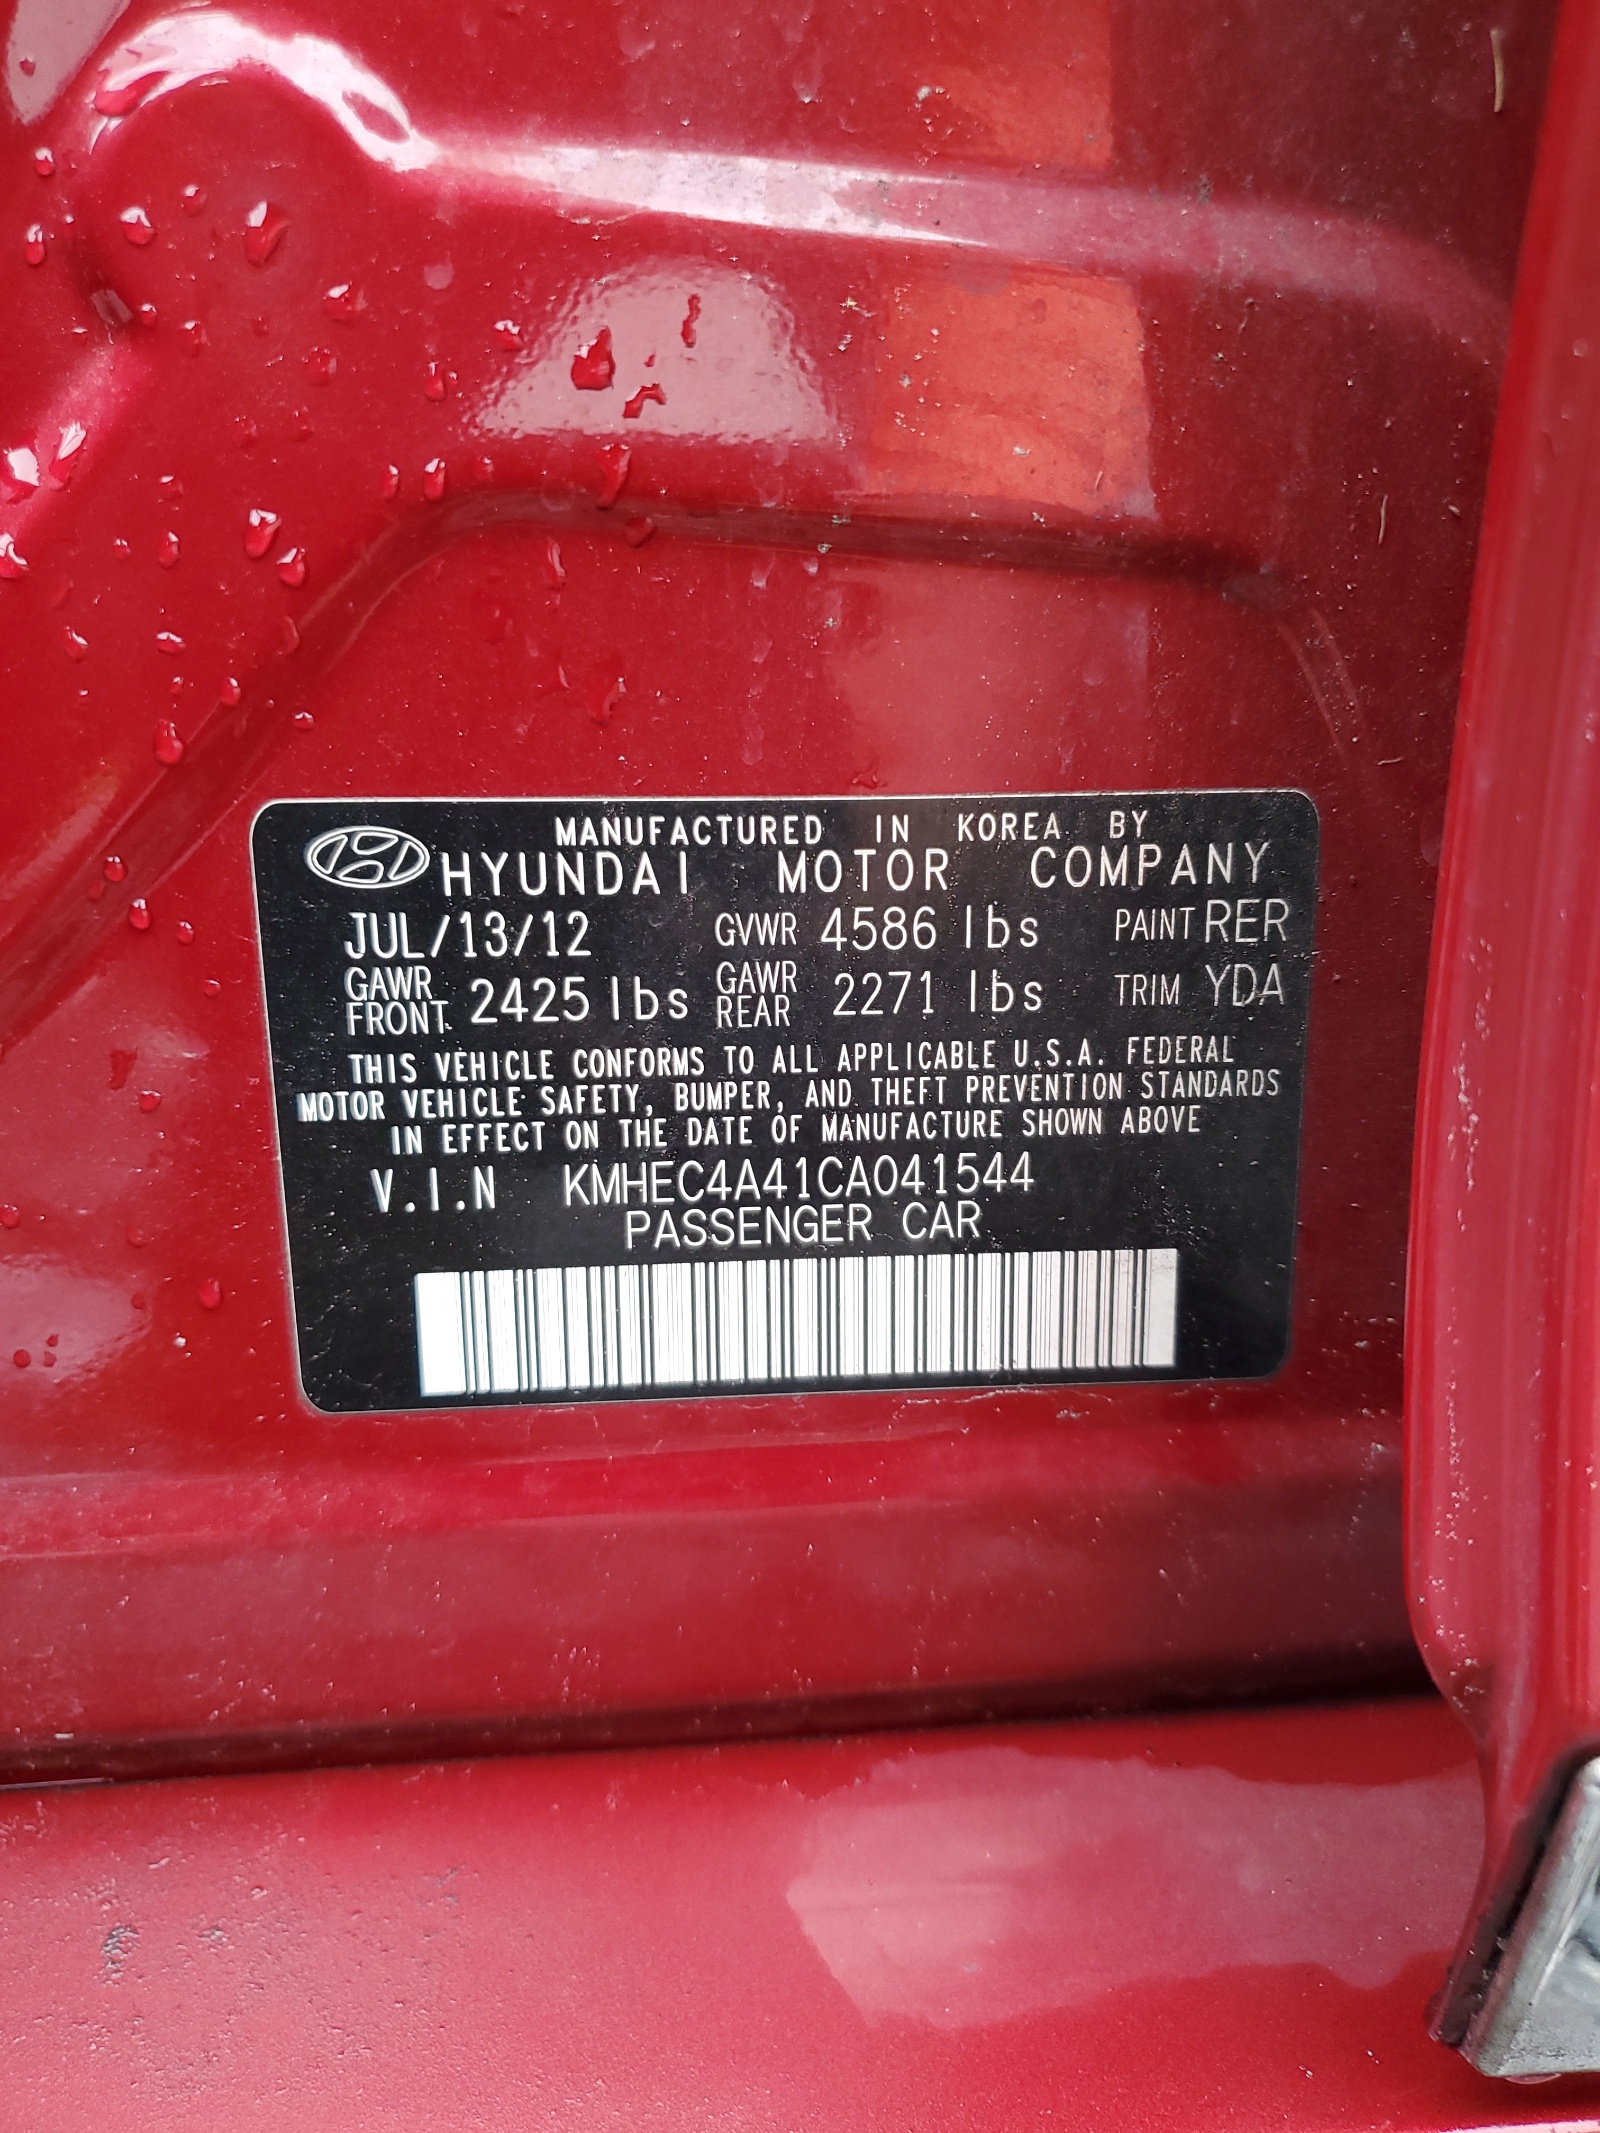 MANUFACTURED IN KOREA BY
HYUNDAI MOTOR COMPANY
JUL/13/12 GVWR 4586 lbs PAINT RER
GAWR FRONT 2425 lbs GAWR REAR 2271 lbs TRIM YDA
THIS VEHICLE CONFORMS TO ALL APPLICABLE U.S.A. FEDERAL
MOTOR VEHICLE SAFETY, BUMPER, AND THEFT PREVENTION STANDARDS
IN EFFECT ON THE DATE OF MANUFACTURE SHOWN ABOVE
V.I.N KMHEC4A41CA041544
PASSENGER CAR